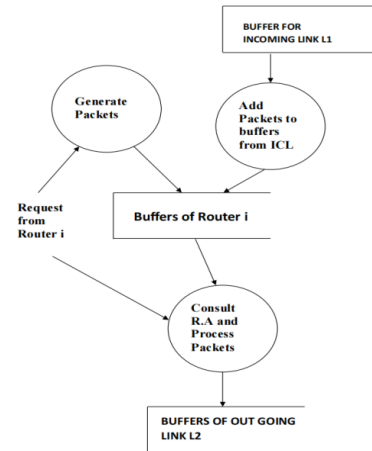 BUFFER FOR
INCOMING LINK L1
Generate
Packets
Add
Packets to
buffers
from ICL
Request
from
Router i
Buffers of Router i
Consult
R.A and
Process
Packets
BUFFERS OF OUT GOING
LINK L2